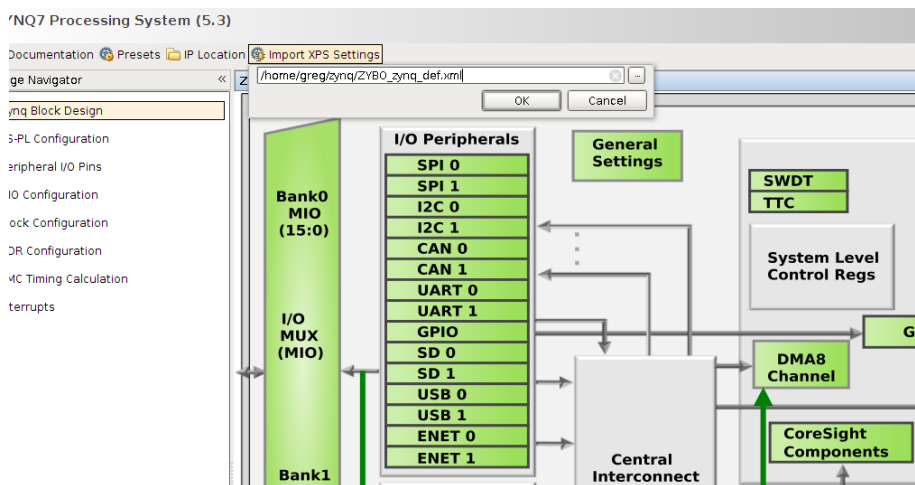 YNQ7 Processing System (5.3)
Documentation Presets IP Location Import XPS Settings
ge Navigator «
/home/greg/zynq/ZYBO_zynq_def.xml ...
OK Cancel
ynq Block Design
S-PL Configuration
eripheral I/O Pins
IO Configuration
ock Configuration
DR Configuration
MC Timing Calculation
terrupts
Z
Bank0
MIO
(15:0)
I/O
MUX
(MIO)
Bank1
I/O Peripherals
SPI 0
SPI 1
I2C 0
I2C 1
CAN 0
CAN 1
UART 0
UART 1
GPIO
SD 0
SD 1
USB 0
USB 1
ENET 0
ENET 1
General
Settings
SWDT
TTC
System Level
Control Regs
G
DMA8
Channel
CoreSight
Components
Central
Interconnect